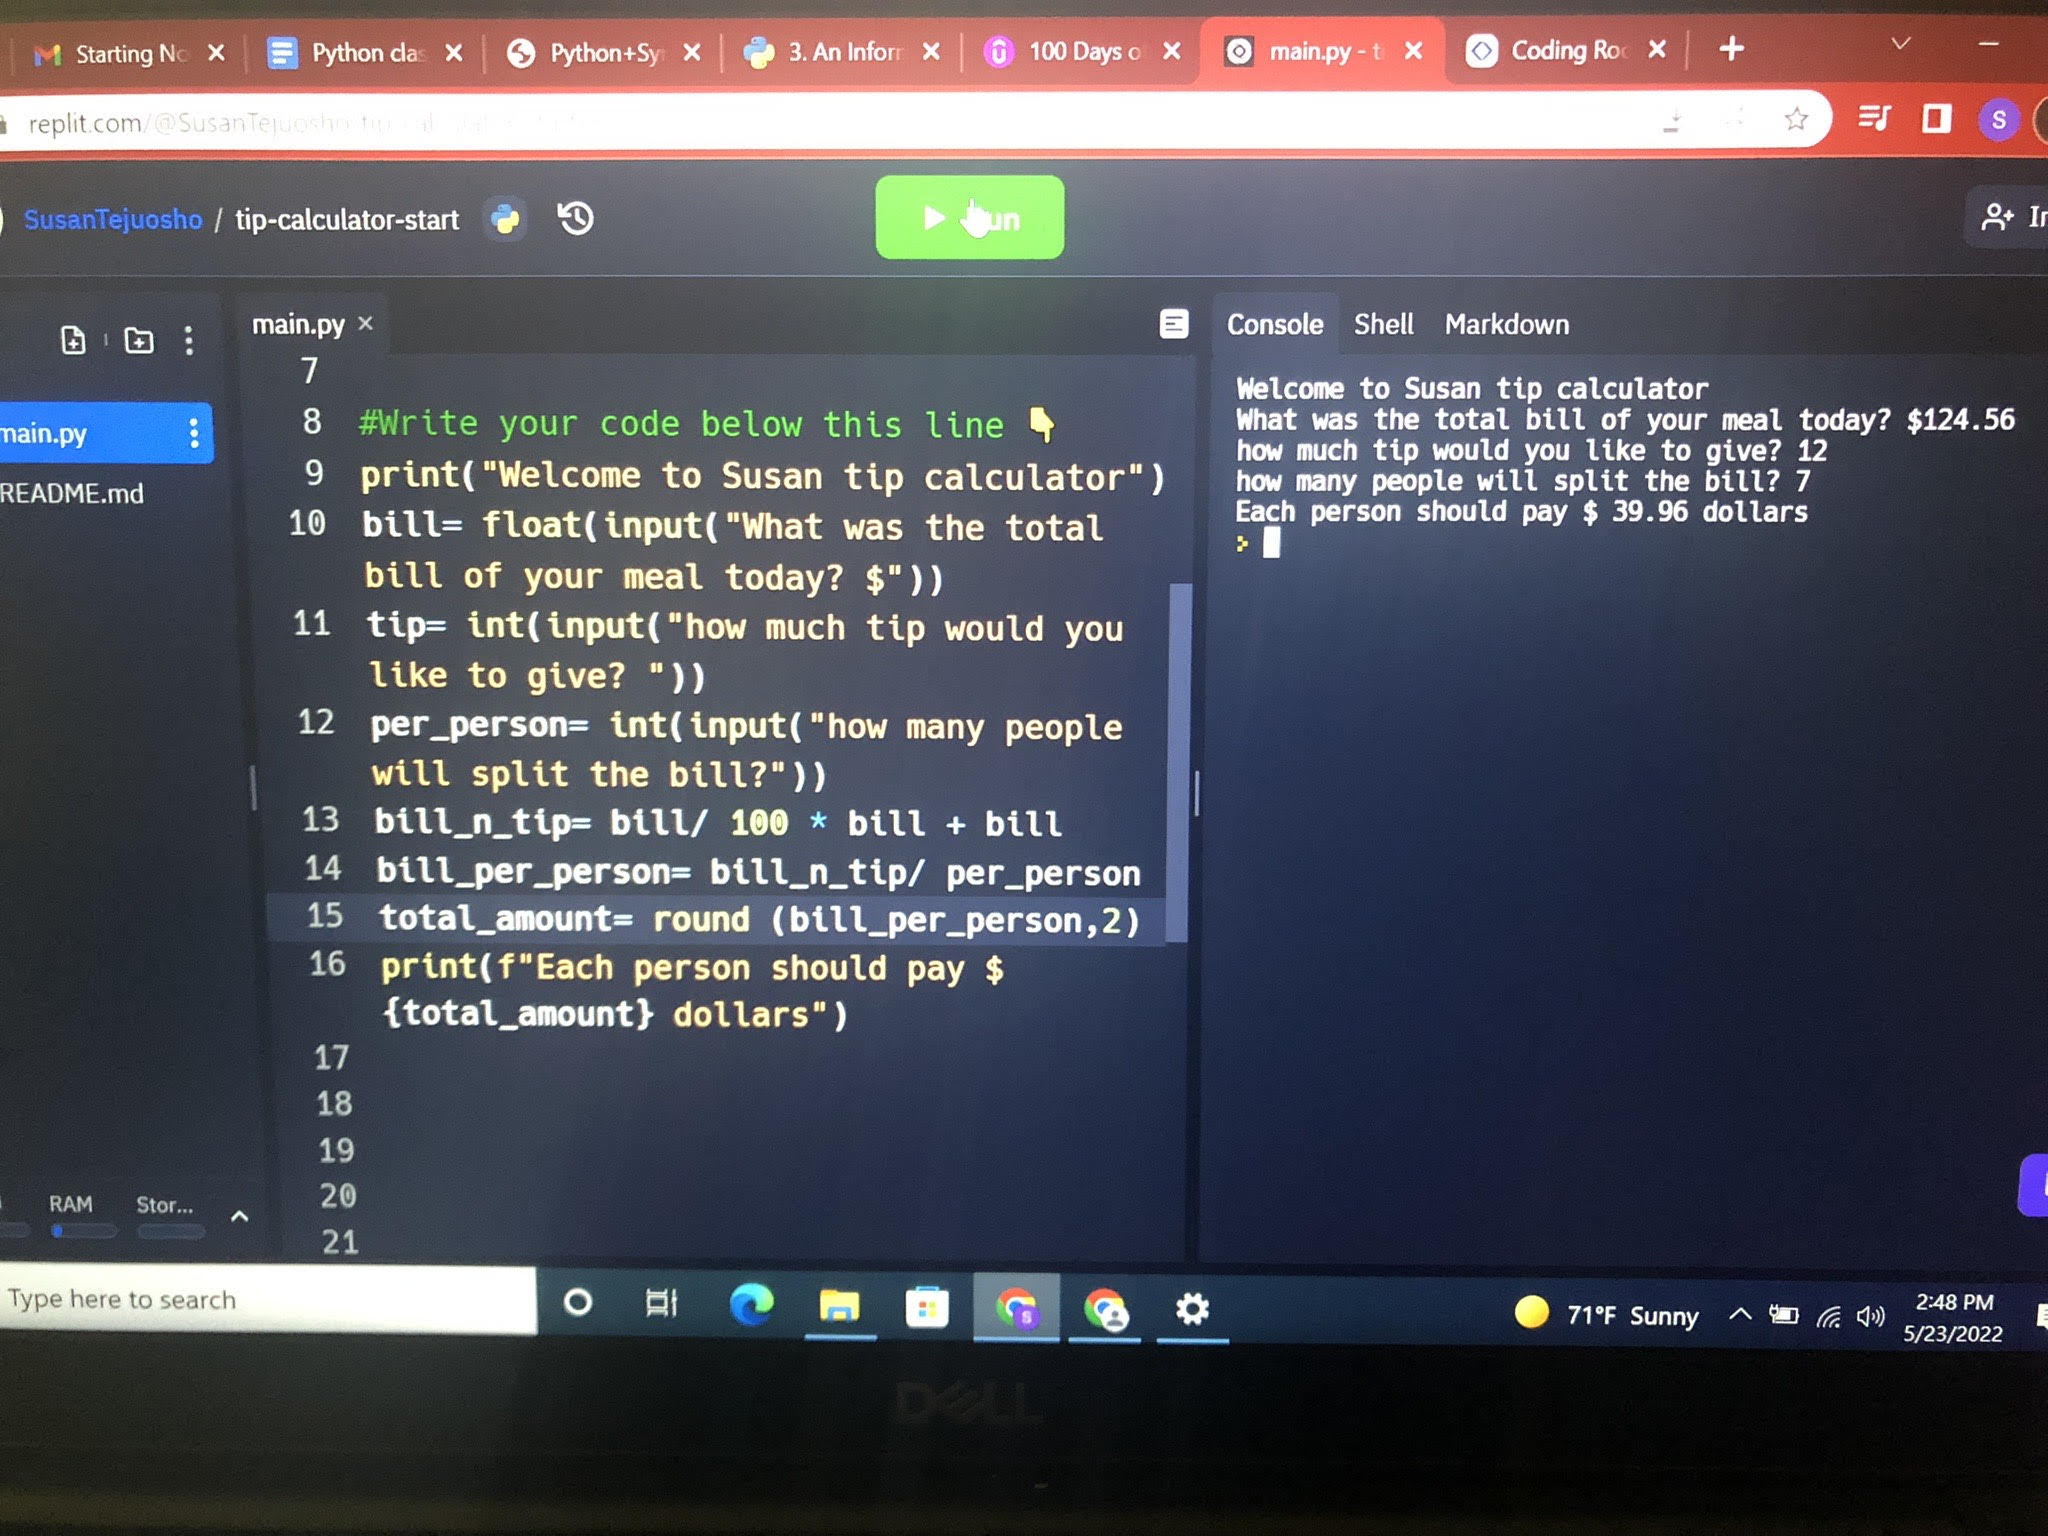 Starting No
Python clas
Python+Sy
3. An Inforr
100 Days o
main.py - t
Coding Roo
replit.com/@SusanTejuosho
S
SusanTejuosho / tip-calculator-start
main.py
Console
Shell
Markdown
main.py
README.md
7
8 #Write your code below this line 👇
9 print("Welcome to Susan tip calculator")
10 bill= float(input("What was the total
bill of your meal today? $"))
11 tip= int(input("how much tip would you
like to give? "))
12 per_person= int(input("how many people
will split the bill?"))
13 bill_n_tip= bill/ 100 * bill + bill
14 bill_per_person= bill_n_tip/ per_person
15 total_amount= round (bill_per_person,2)
16 print(f"Each person should pay $
{total_amount} dollars")
17
18
19
20
21
Welcome to Susan tip calculator
What was the total bill of your meal today? $124.56
how much tip would you like to give? 12
how many people will split the bill? 7
Each person should pay $ 39.96 dollars
>
RAM
Stor...
Type here to search
71°F Sunny
2:48 PM
5/23/2022
DELL